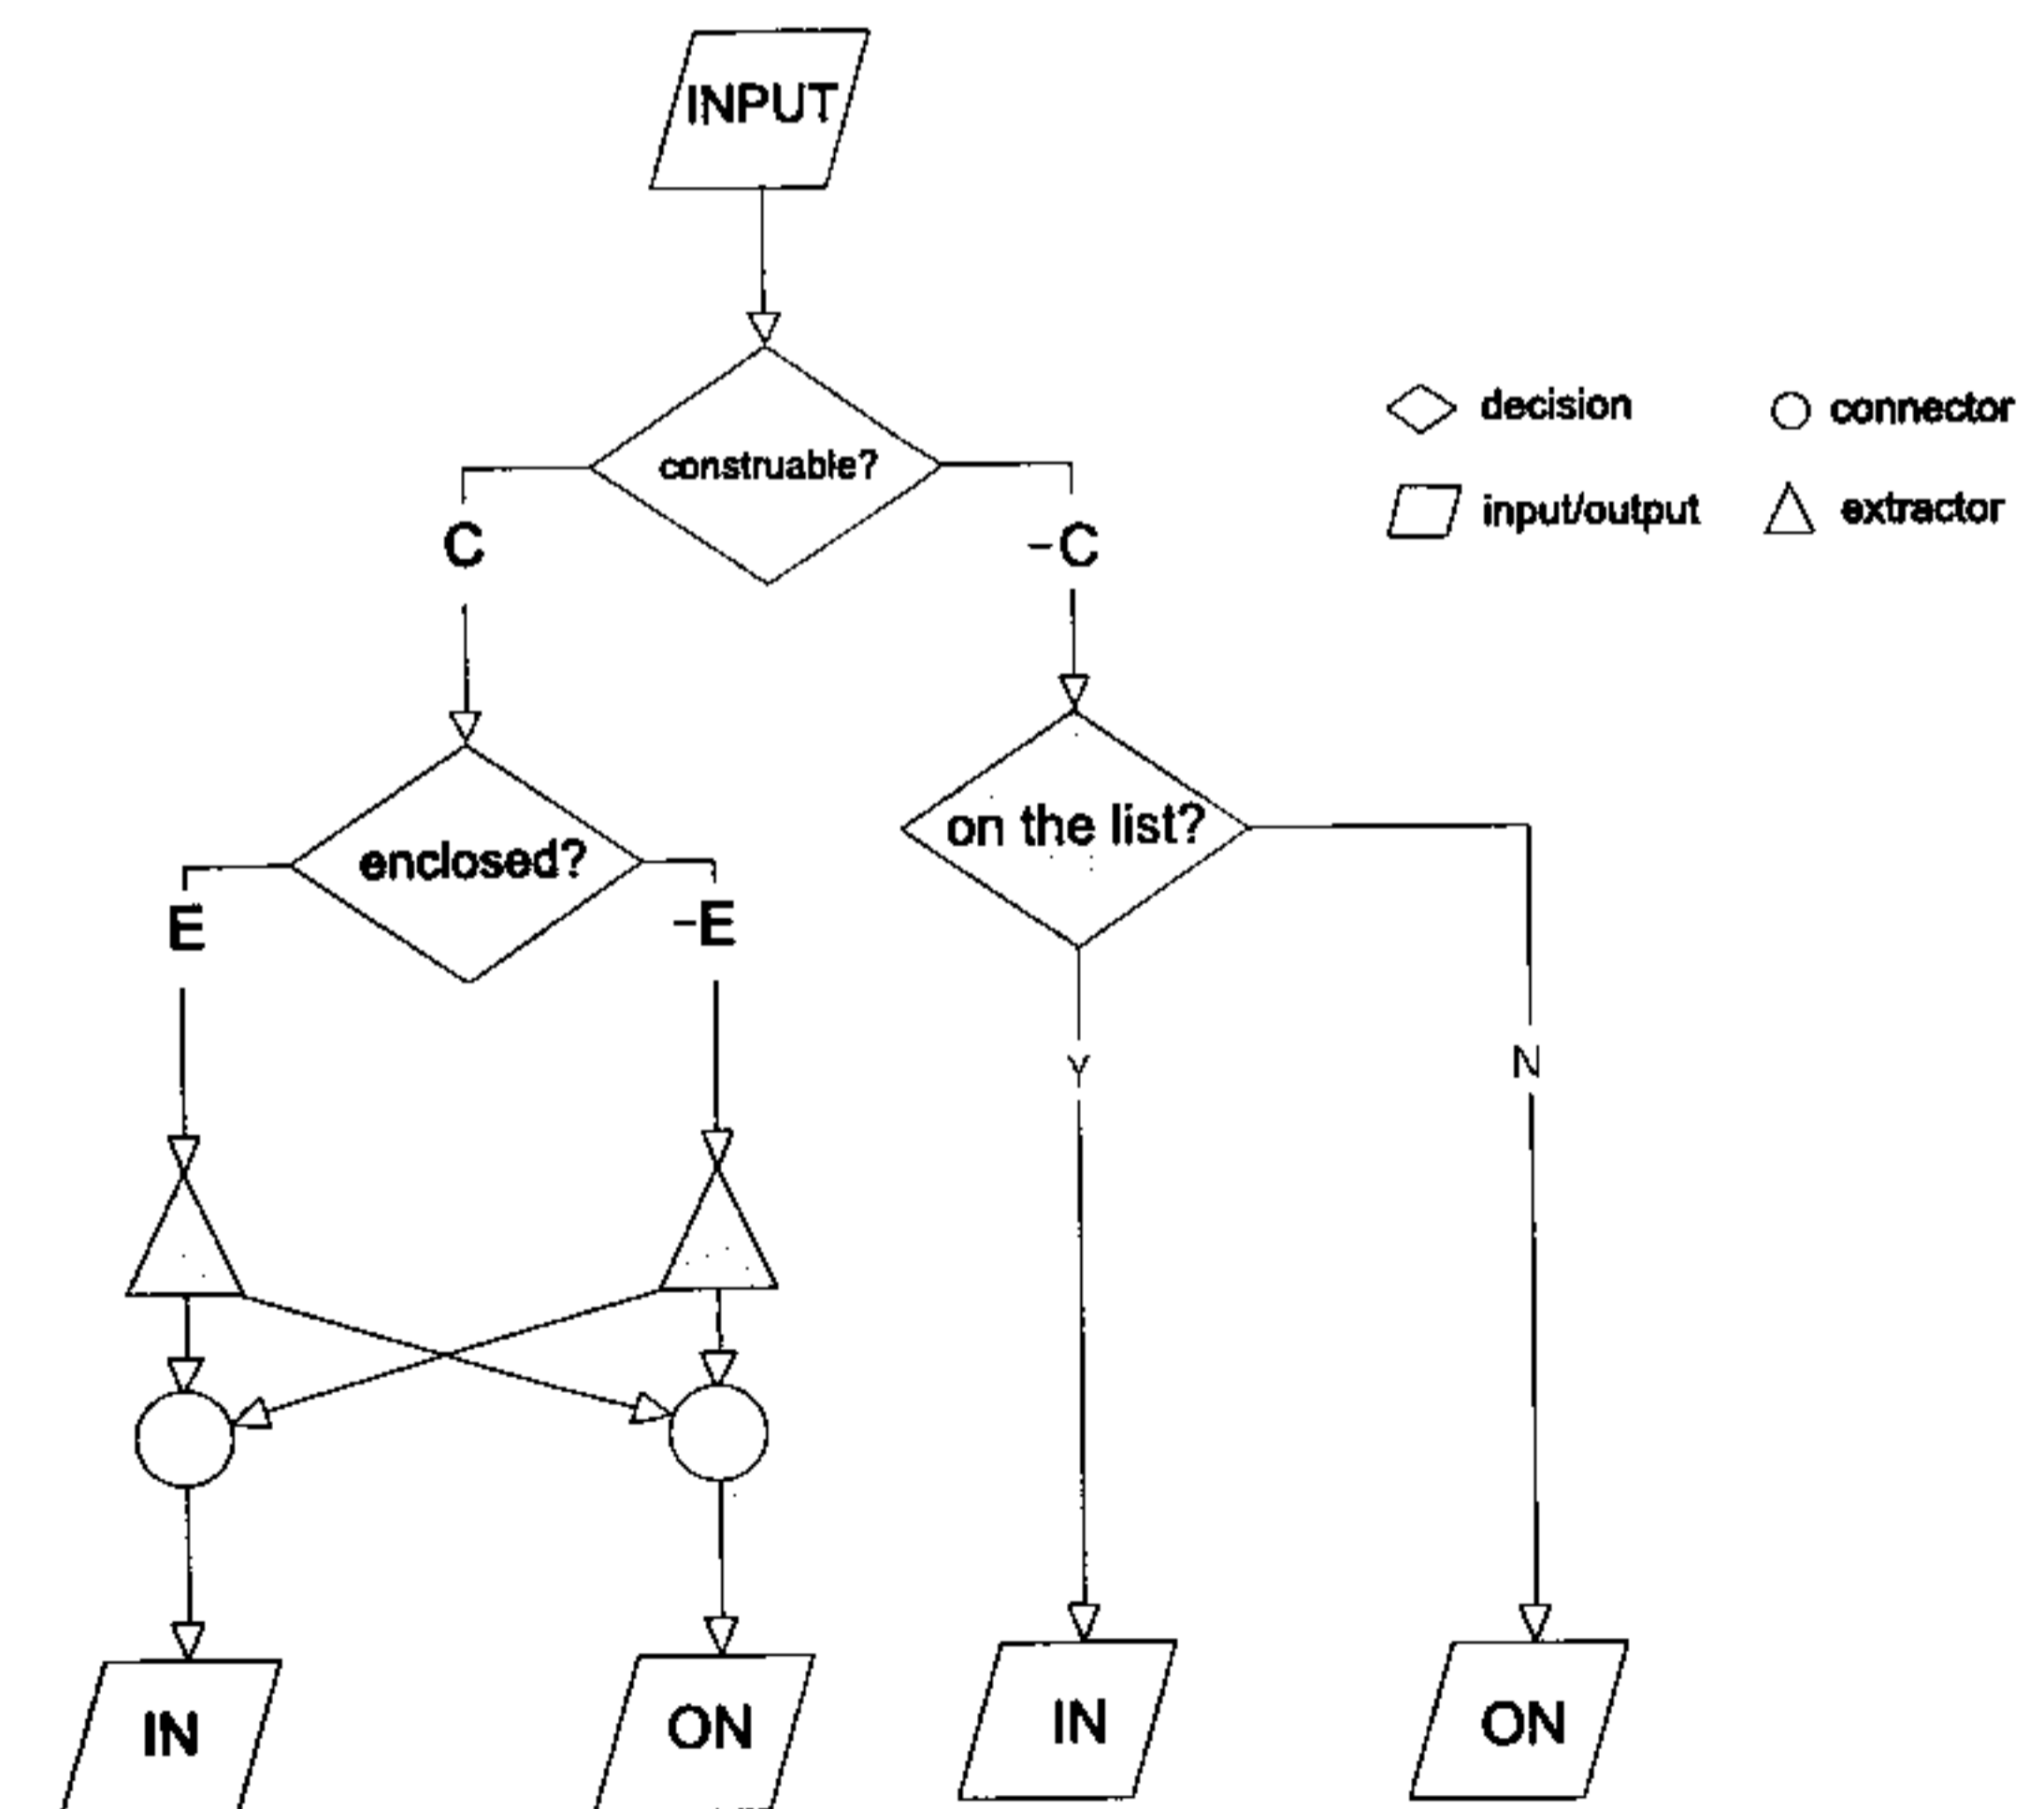 INPUT
construable?
decision
connector
input/output
extractor
C
–C
on the list?
enclosed?
E
–E
Y
N
IN
ON
IN
ON